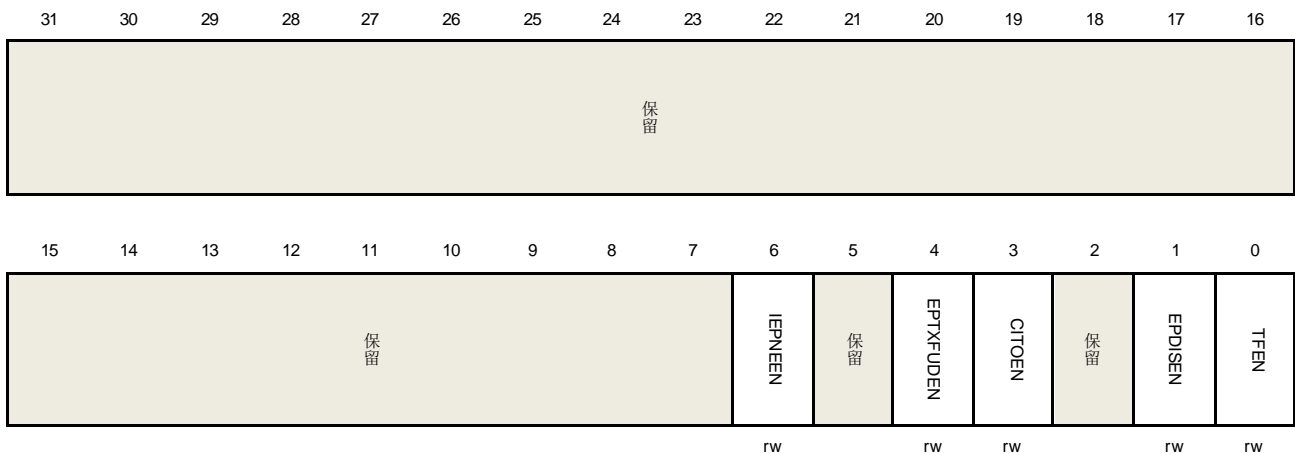 31 30 29 28 27 26 25 24 23 22 21 20 19 18 17 16
保留
15 14 13 12 11 10 9 8 7 6 5 4 3 2 1 0
保留 IEPNEEN 保留 EPTXFUDEN CITOEN 保留 EPDISEN TFEN
rw rw rw rw rw